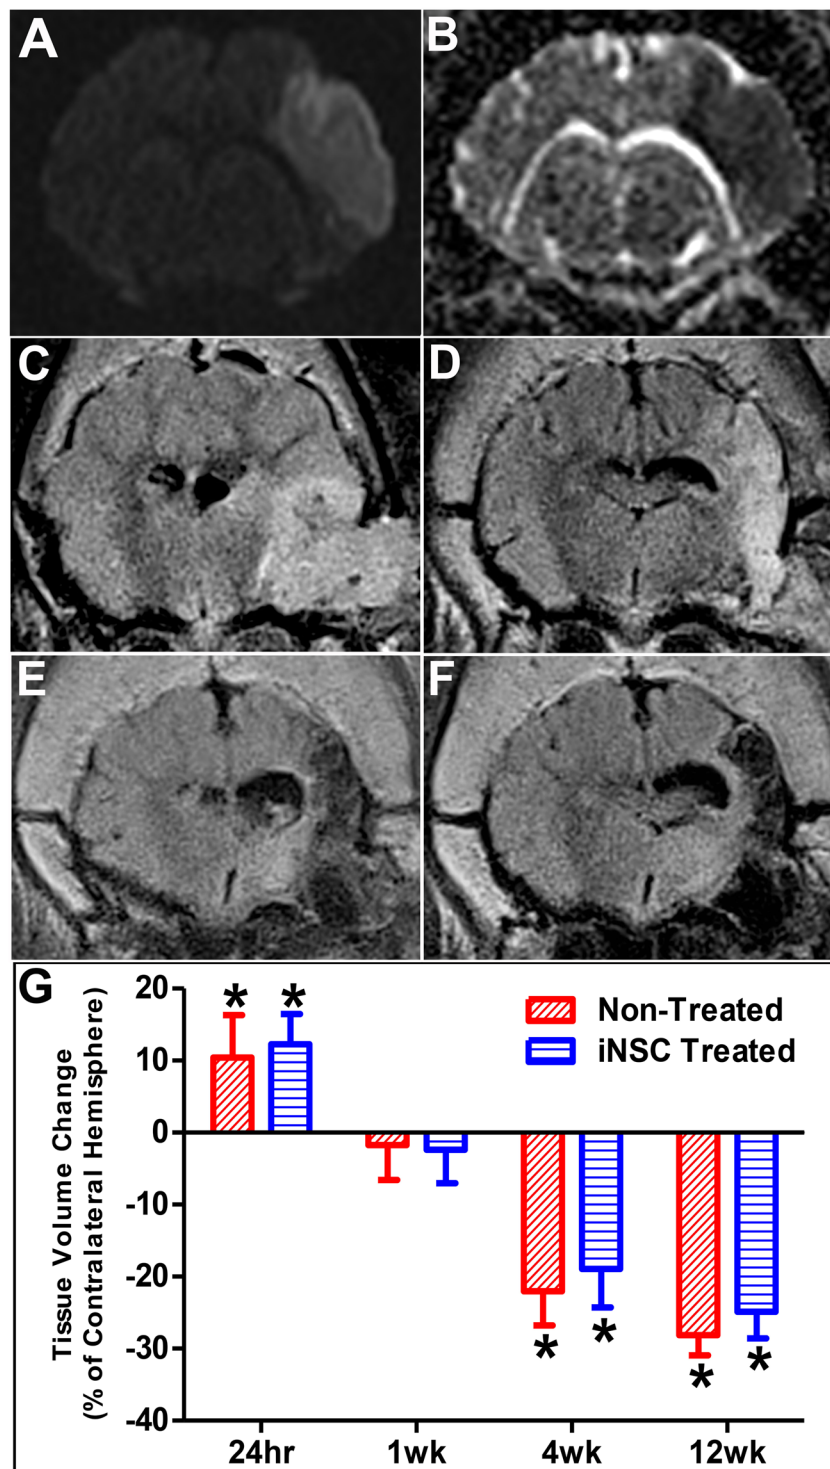 A
B
C
D
E
F
G
Tissue Volume Change
(% of Contralateral Hemisphere)
20
10
0
-10
-20
-30
-40
* *
* *
* *
Non-Treated
iNSC Treated
24hr 1wk 4wk 12wk